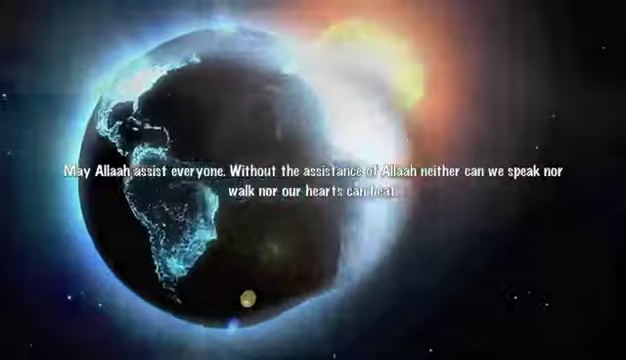 May Allaah assist everyone. Without the assistance of Allaah neither can we speak nor
walk nor our hearts can beat.